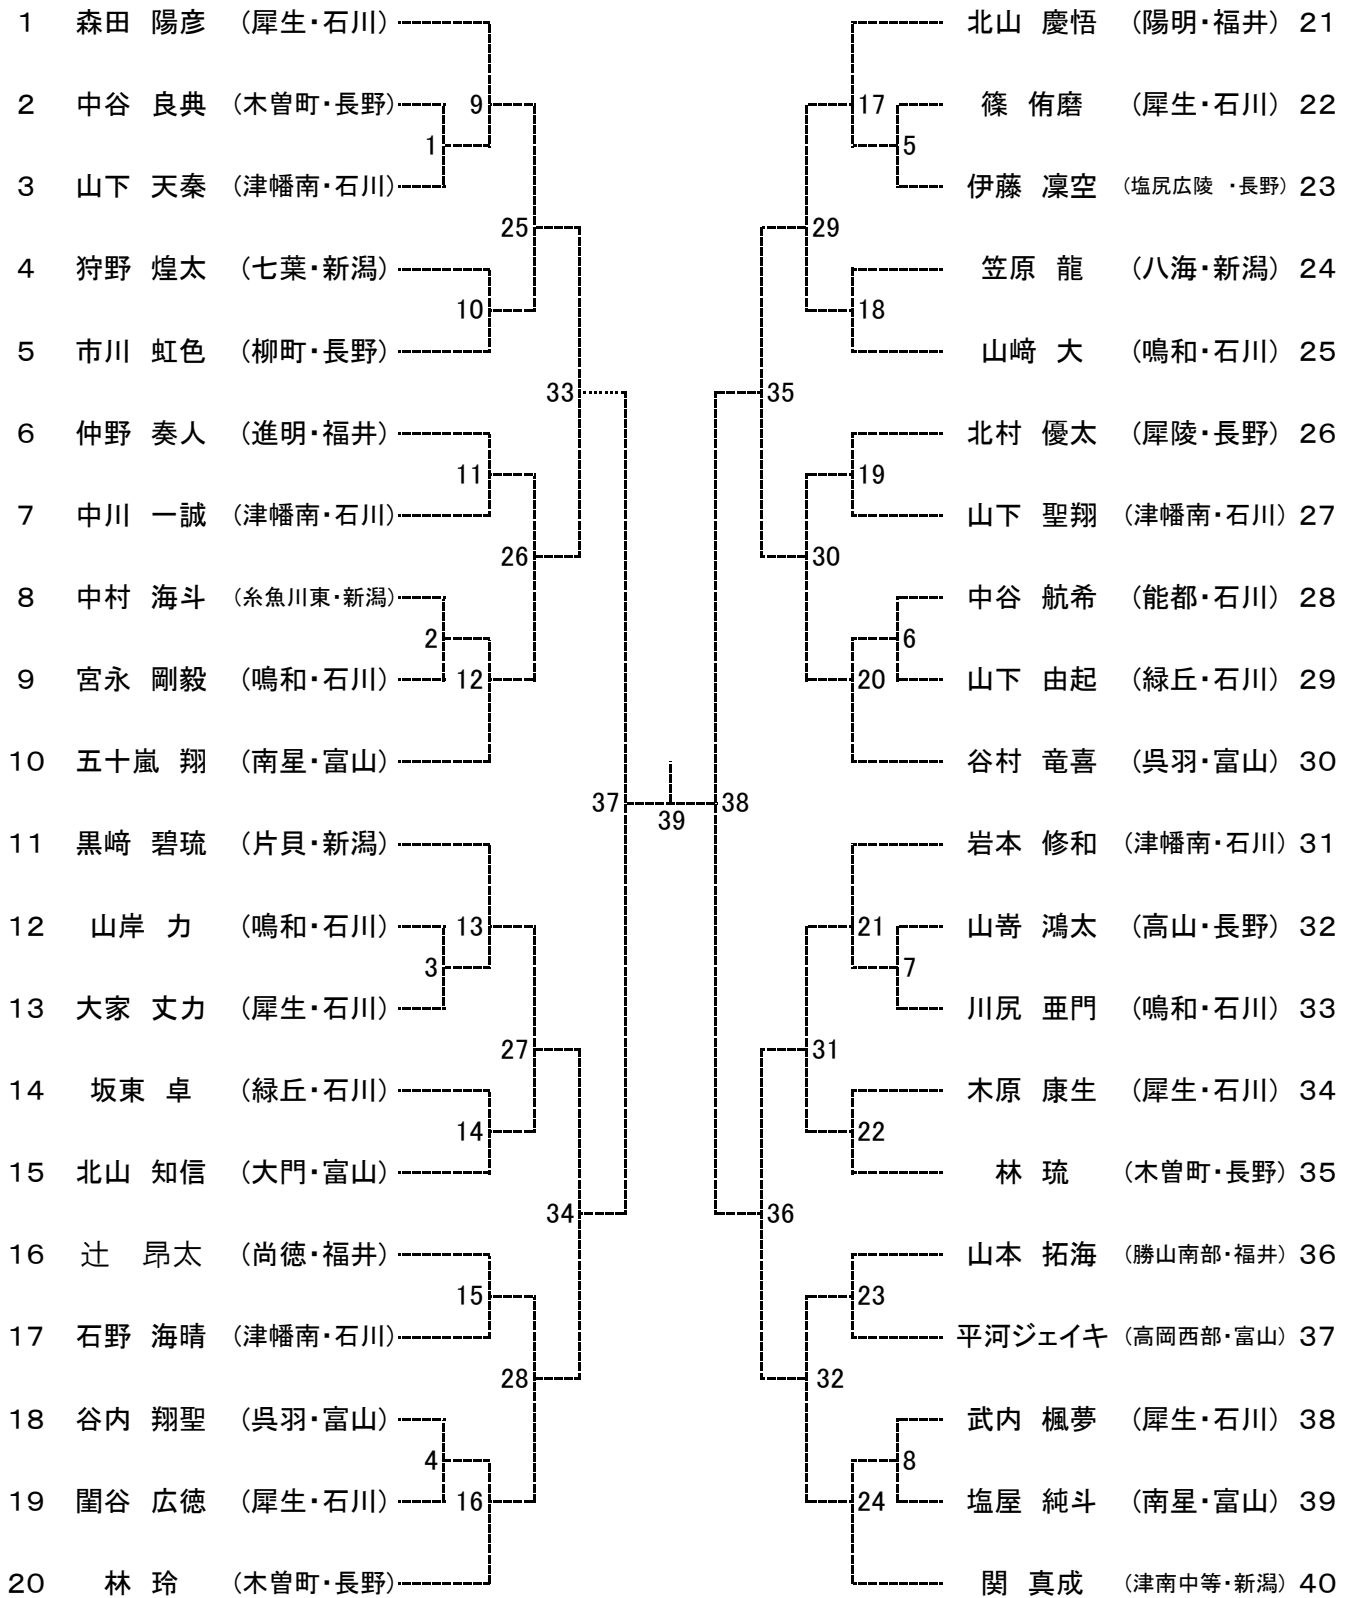 1 森田 陽彦 (犀生・石川)
2 中谷 良典 (木曽町・長野)
3 山下 天秦 (津幡南・石川)
4 狩野 煌太 (七葉・新潟)
5 市川 虹色 (柳町・長野)
6 仲野 奏人 (進明・福井)
7 中川 一誠 (津幡南・石川)
8 中村 海斗 (糸魚川東・新潟)
9 宮永 剛毅 (鳴和・石川)
10 五十嵐 翔 (南星・富山)
11 黒﨑 碧琉 (片貝・新潟)
12 山岸 力 (鳴和・石川)
13 大家 丈力 (犀生・石川)
14 坂東 卓 (緑丘・石川)
15 北山 知信 (大門・富山)
16 辻 昂太 (尚徳・福井)
17 石野 海晴 (津幡南・石川)
18 谷内 翔聖 (呉羽・富山)
19 閨谷 広徳 (犀生・石川)
20 林 玲 (木曽町・長野)
1
2
3
4
9
10
11
12
13
14
15
16
25
26
27
28
33
34
37
39
38
35
36
29
30
31
32
17
18
19
20
21
22
23
24
5
6
7
8
北山 慶悟 (陽明・福井) 21
篠 侑磨 (犀生・石川) 22
伊藤 凜空 (塩尻広陵 ・長野) 23
笠原 龍 (八海・新潟) 24
山﨑 大 (鳴和・石川) 25
北村 優太 (犀陵・長野) 26
山下 聖翔 (津幡南・石川) 27
中谷 航希 (能都・石川) 28
山下 由起 (緑丘・石川) 29
谷村 竜喜 (呉羽・富山) 30
岩本 修和 (津幡南・石川) 31
山嵜 鴻太 (高山・長野) 32
川尻 亜門 (鳴和・石川) 33
木原 康生 (犀生・石川) 34
林 琉 (木曽町・長野) 35
山本 拓海 (勝山南部・福井) 36
平河ジェイキ (高岡西部・富山) 37
武内 楓夢 (犀生・石川) 38
塩屋 純斗 (南星・富山) 39
関 真成 (津南中等・新潟) 40